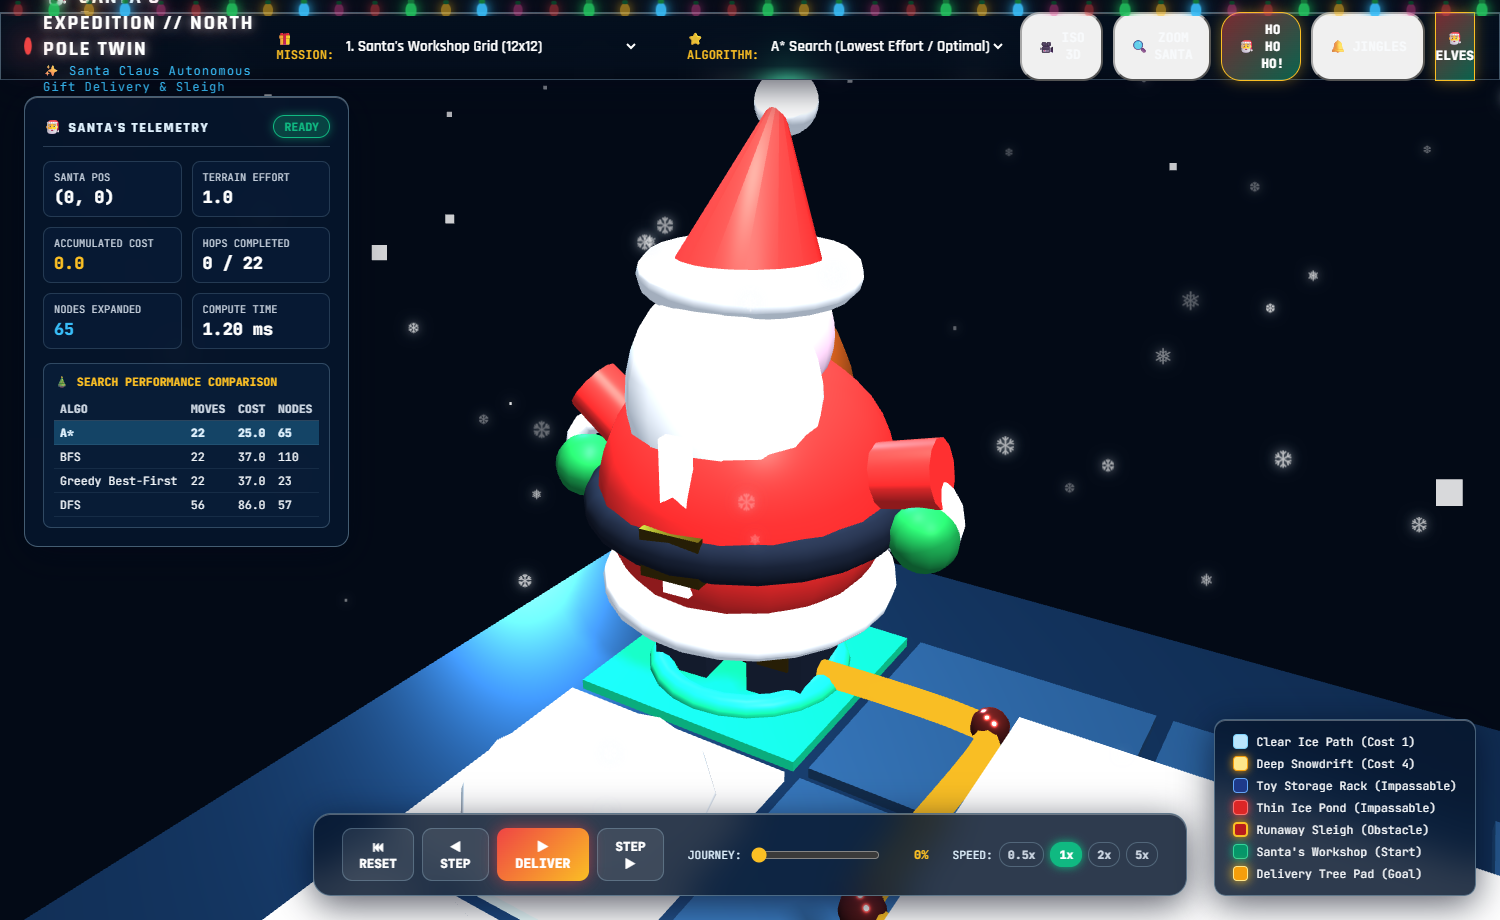 SANTA'S
EXPEDITION // NORTH
POLE TWIN
✨ Santa Claus Autonomous
Gift Delivery & Sleigh
MISSION:
1. Santa's Workshop Grid (12x12)
ALGORITHM:
A* Search (Lowest Effort / Optimal)
ISO
3D
ZOOM
SANTA
HO
HO
HO!
JINGLES
ELVES
SANTA'S TELEMETRY
READY
SANTA POS
(0, 0)
TERRAIN EFFORT
1.0
ACCUMULATED COST
0.0
HOPS COMPLETED
0 / 22
NODES EXPANDED
65
COMPUTE TIME
1.20 ms
SEARCH PERFORMANCE COMPARISON
ALGO MOVES COST NODES
A* 22 25.0 65
BFS 22 37.0 110
Greedy Best-First 22 37.0 23
DFS 56 86.0 57
Clear Ice Path (Cost 1)
Deep Snowdrift (Cost 4)
Toy Storage Rack (Impassable)
Thin Ice Pond (Impassable)
Runaway Sleigh (Obstacle)
Santa's Workshop (Start)
Delivery Tree Pad (Goal)
⏮
RESET
◀
STEP
▶
DELIVER
STEP
▶
JOURNEY:
0%
SPEED:
0.5x
1x
2x
5x